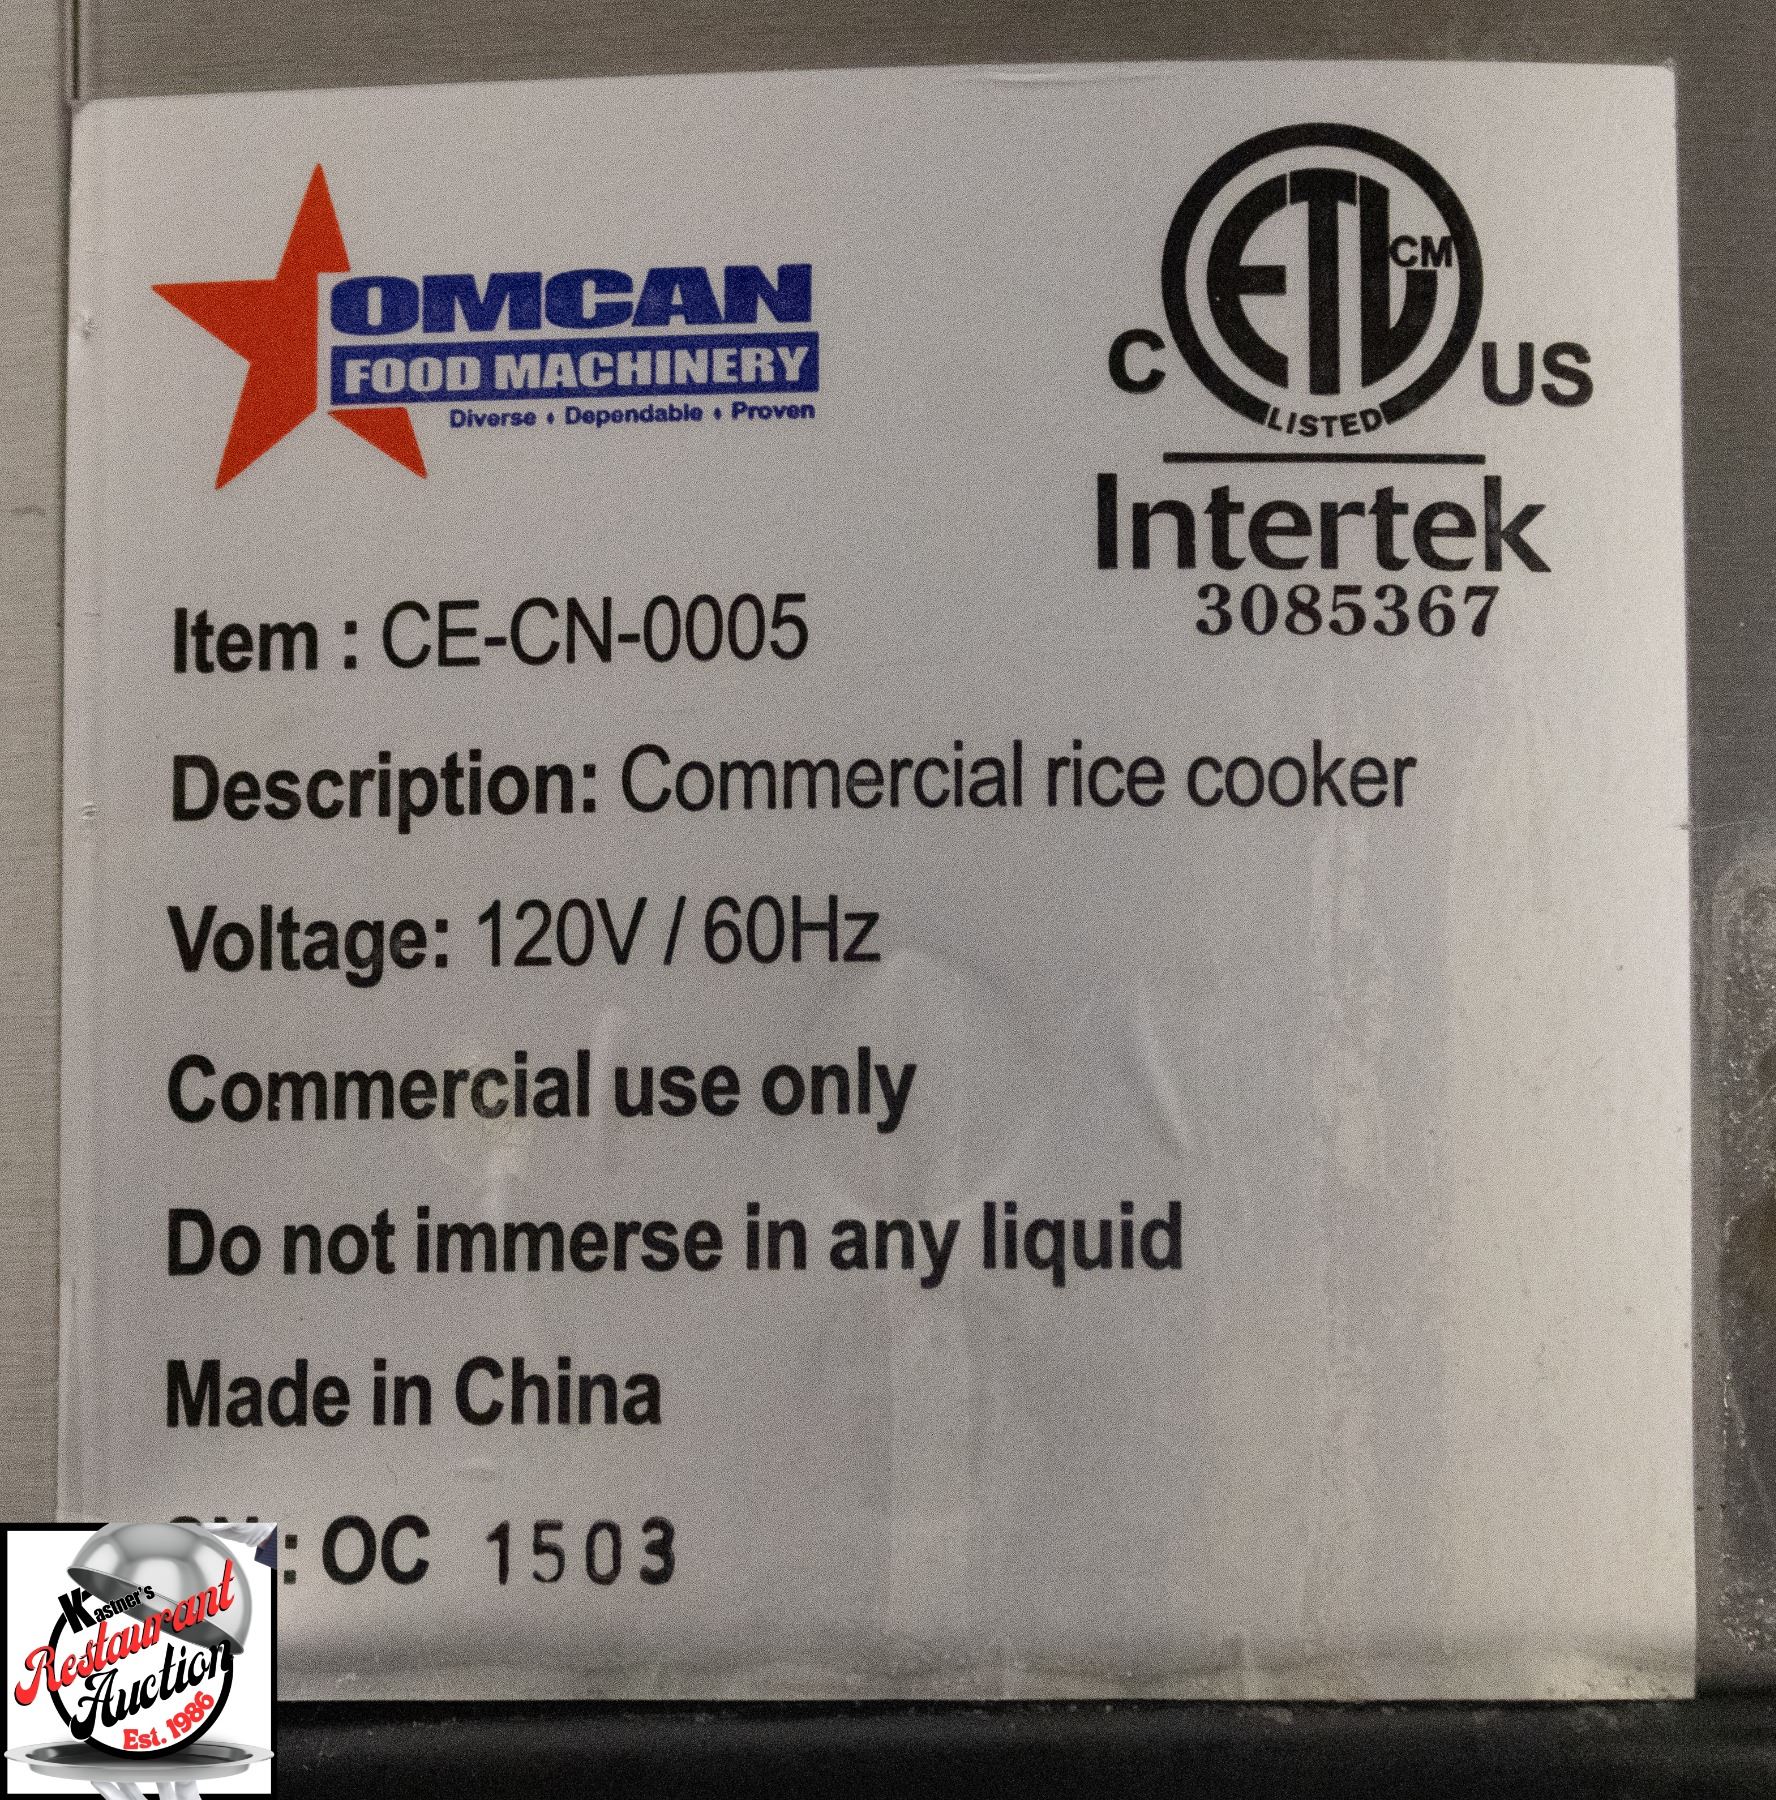 OMCAN
FOOD MACHINERY
Diverse • Dependable • Proven
ETL CM
C US
LISTED
Intertek
3085367
Item : CE-CN-0005
Description: Commercial rice cooker
Voltage: 120V / 60Hz
Commercial use only
Do not immerse in any liquid
Made in China
: OC 1503
Kastner's
Restaurant
Auction
Est. 1986